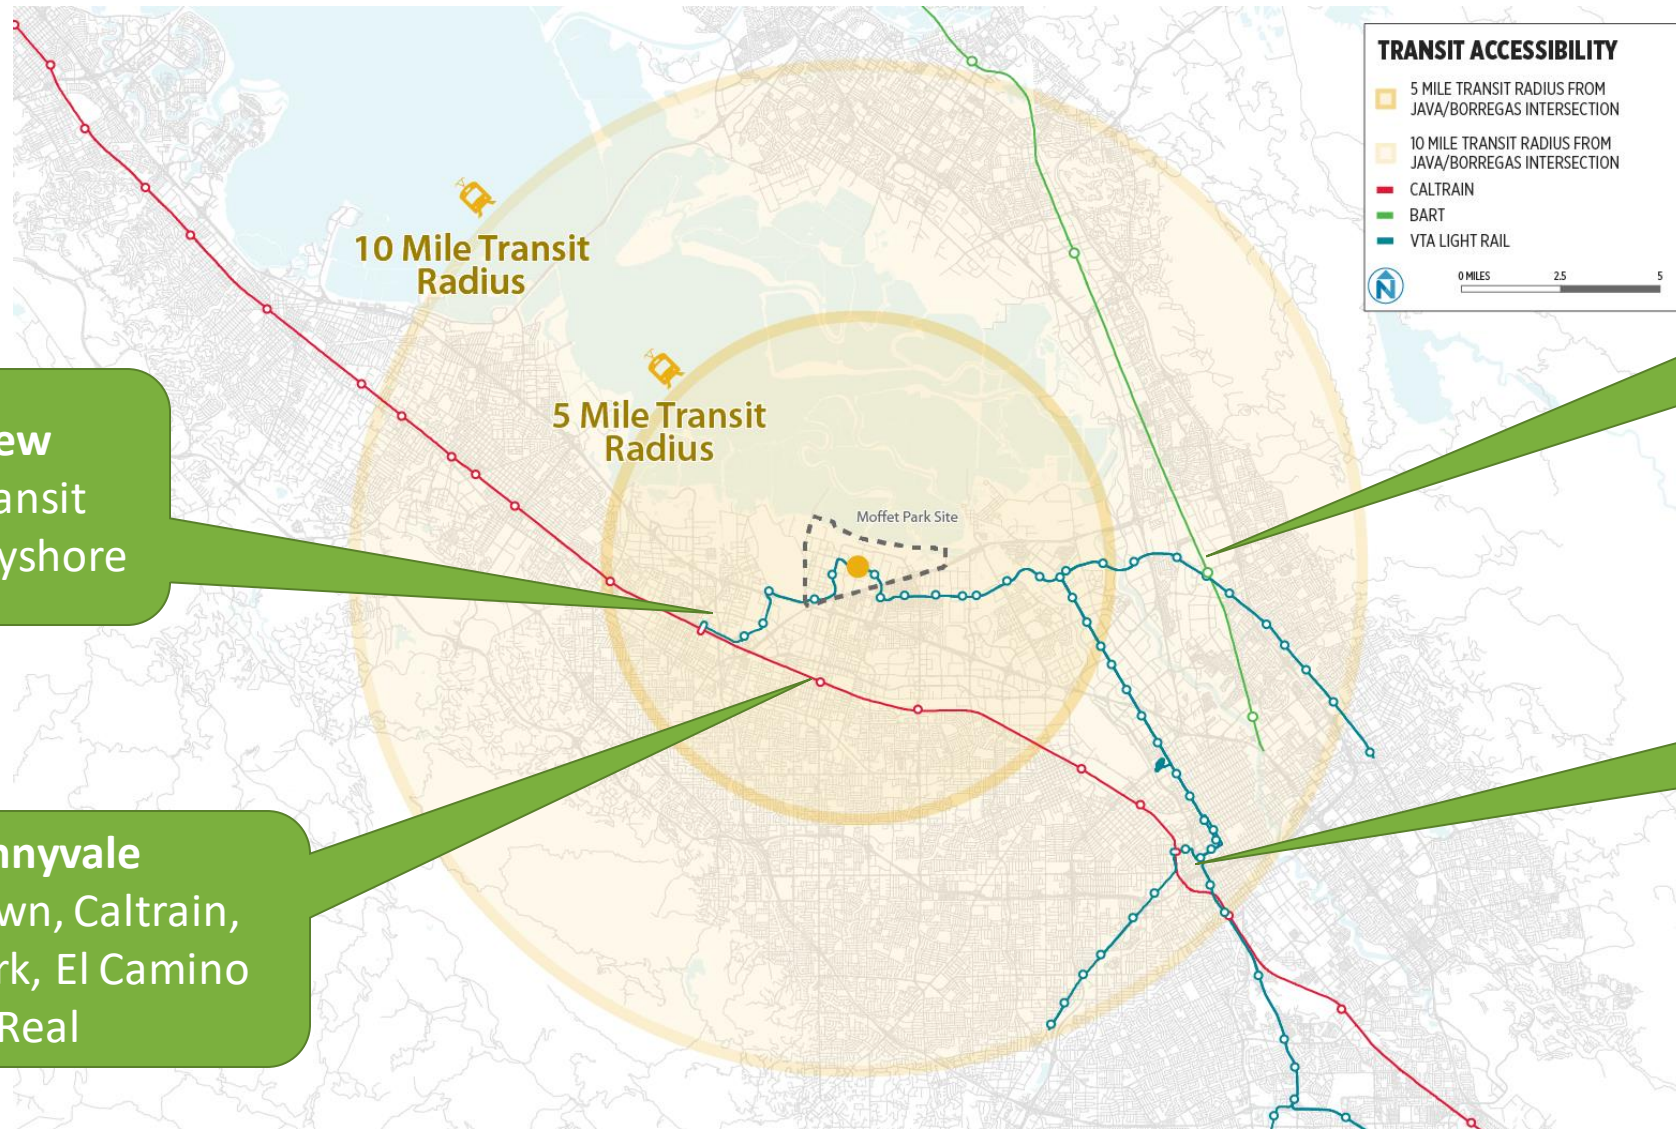 TRANSIT ACCESSIBILITY
5 MILE TRANSIT RADIUS FROM
JAVA/BORREGAS INTERSECTION
10 MILE TRANSIT RADIUS FROM
JAVA/BORREGAS INTERSECTION
CALTRAIN
BART
VTA LIGHT RAIL
N
0 MILES 2.5 5
10 Mile Transit
Radius
5 Mile Transit
Radius
Moffet Park Site
ew
ansit
yshore
nnyvale
wn, Caltrain,
rk, El Camino
Real